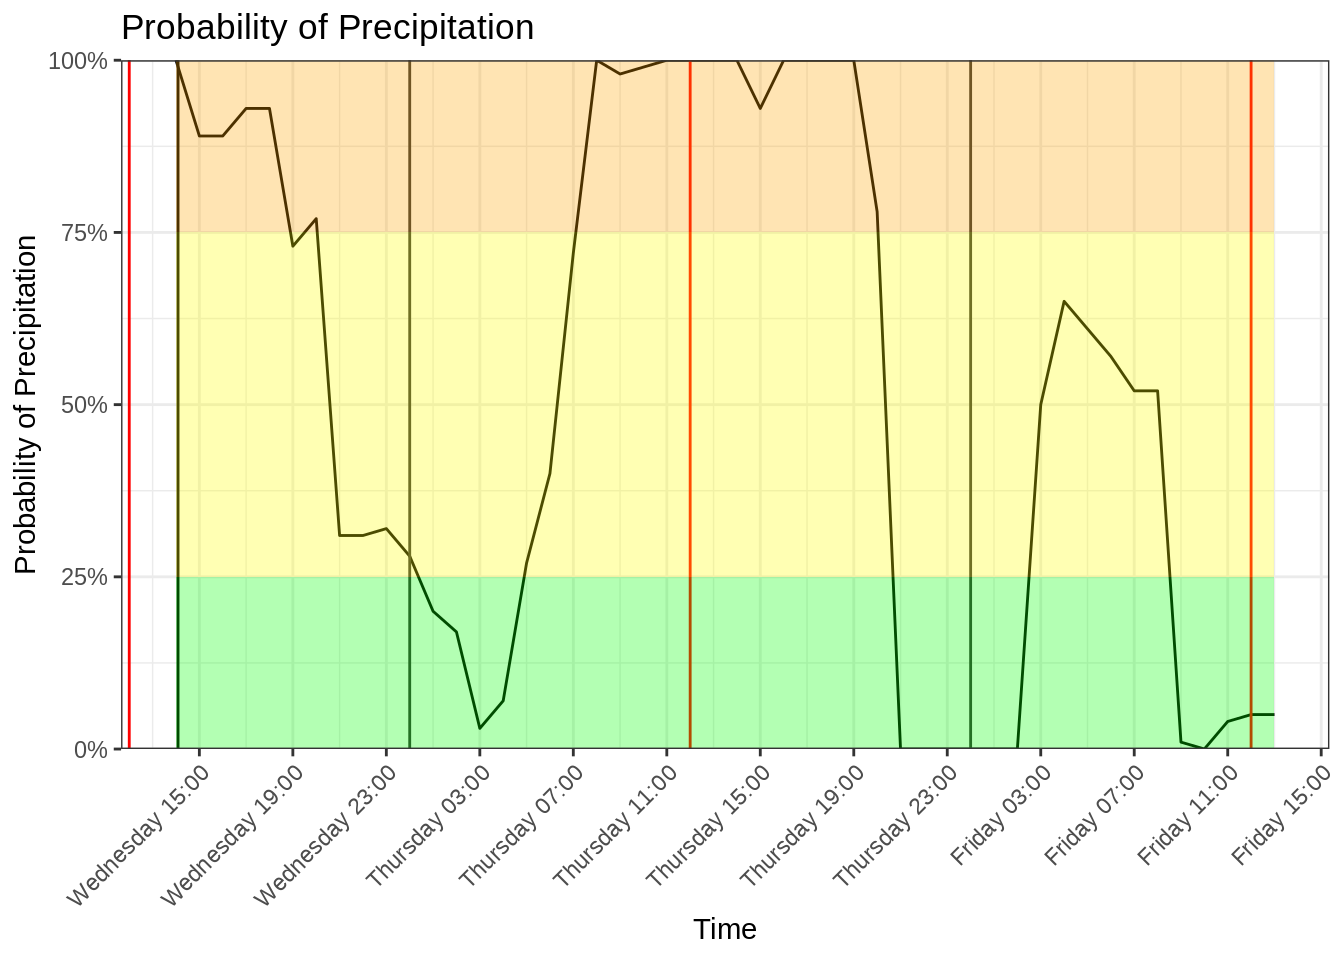 Probability of Precipitation
Probability of Precipitation
100%
75%
50%
25%
0%
Wednesday 15:00
Wednesday 19:00
Wednesday 23:00
Thursday 03:00
Thursday 07:00
Thursday 11:00
Thursday 15:00
Thursday 19:00
Thursday 23:00
Friday 03:00
Friday 07:00
Friday 11:00
Friday 15:00
Time